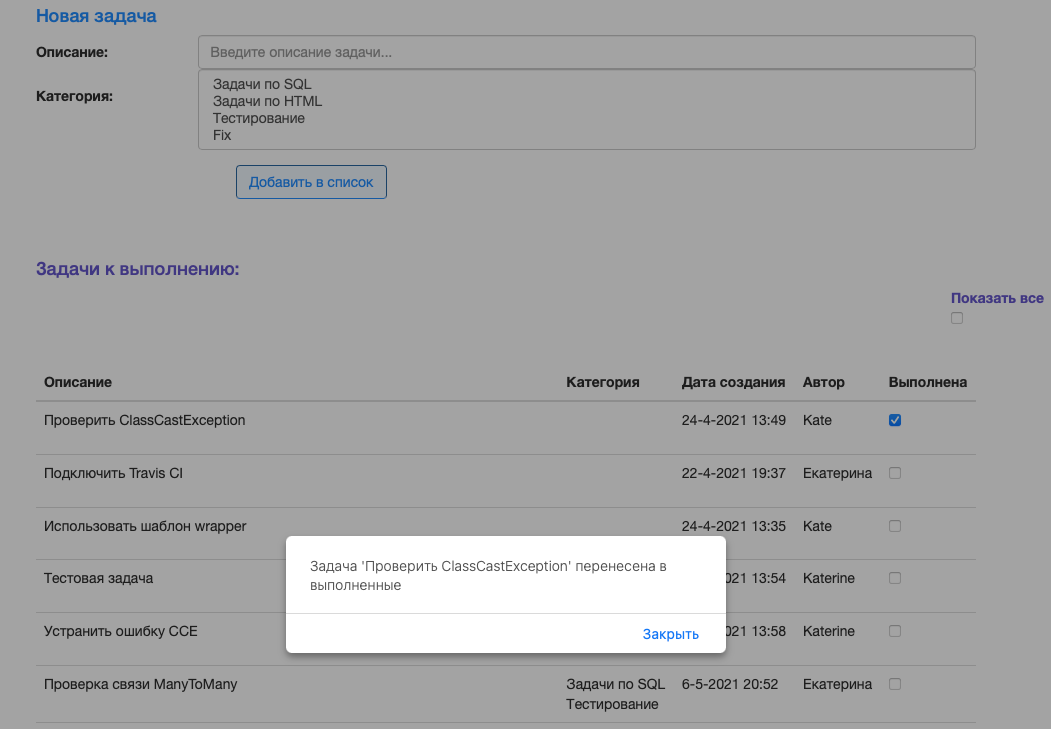 Новая задача
Описание:
Введите описание задачи...
Категория:
Задачи по SQL
Задачи по HTML
Тестирование
Fix
Добавить в список
Задачи к выполнению:
Показать все
Описание Категория Дата создания Автор Выполнена
Проверить ClassCastException 24-4-2021 13:49 Kate
Подключить Travis CI 22-4-2021 19:37 Екатерина
Использовать шаблон wrapper 24-4-2021 13:35 Kate
Задача 'Проверить ClassCastException' перенесена в
выполненные
Закрыть
Тестовая задача 21 13:54 Katerine
Устранить ошибку CCE 21 13:58 Katerine
Проверка связи ManyToMany Задачи по SQL 6-5-2021 20:52 Екатерина
Тестирование